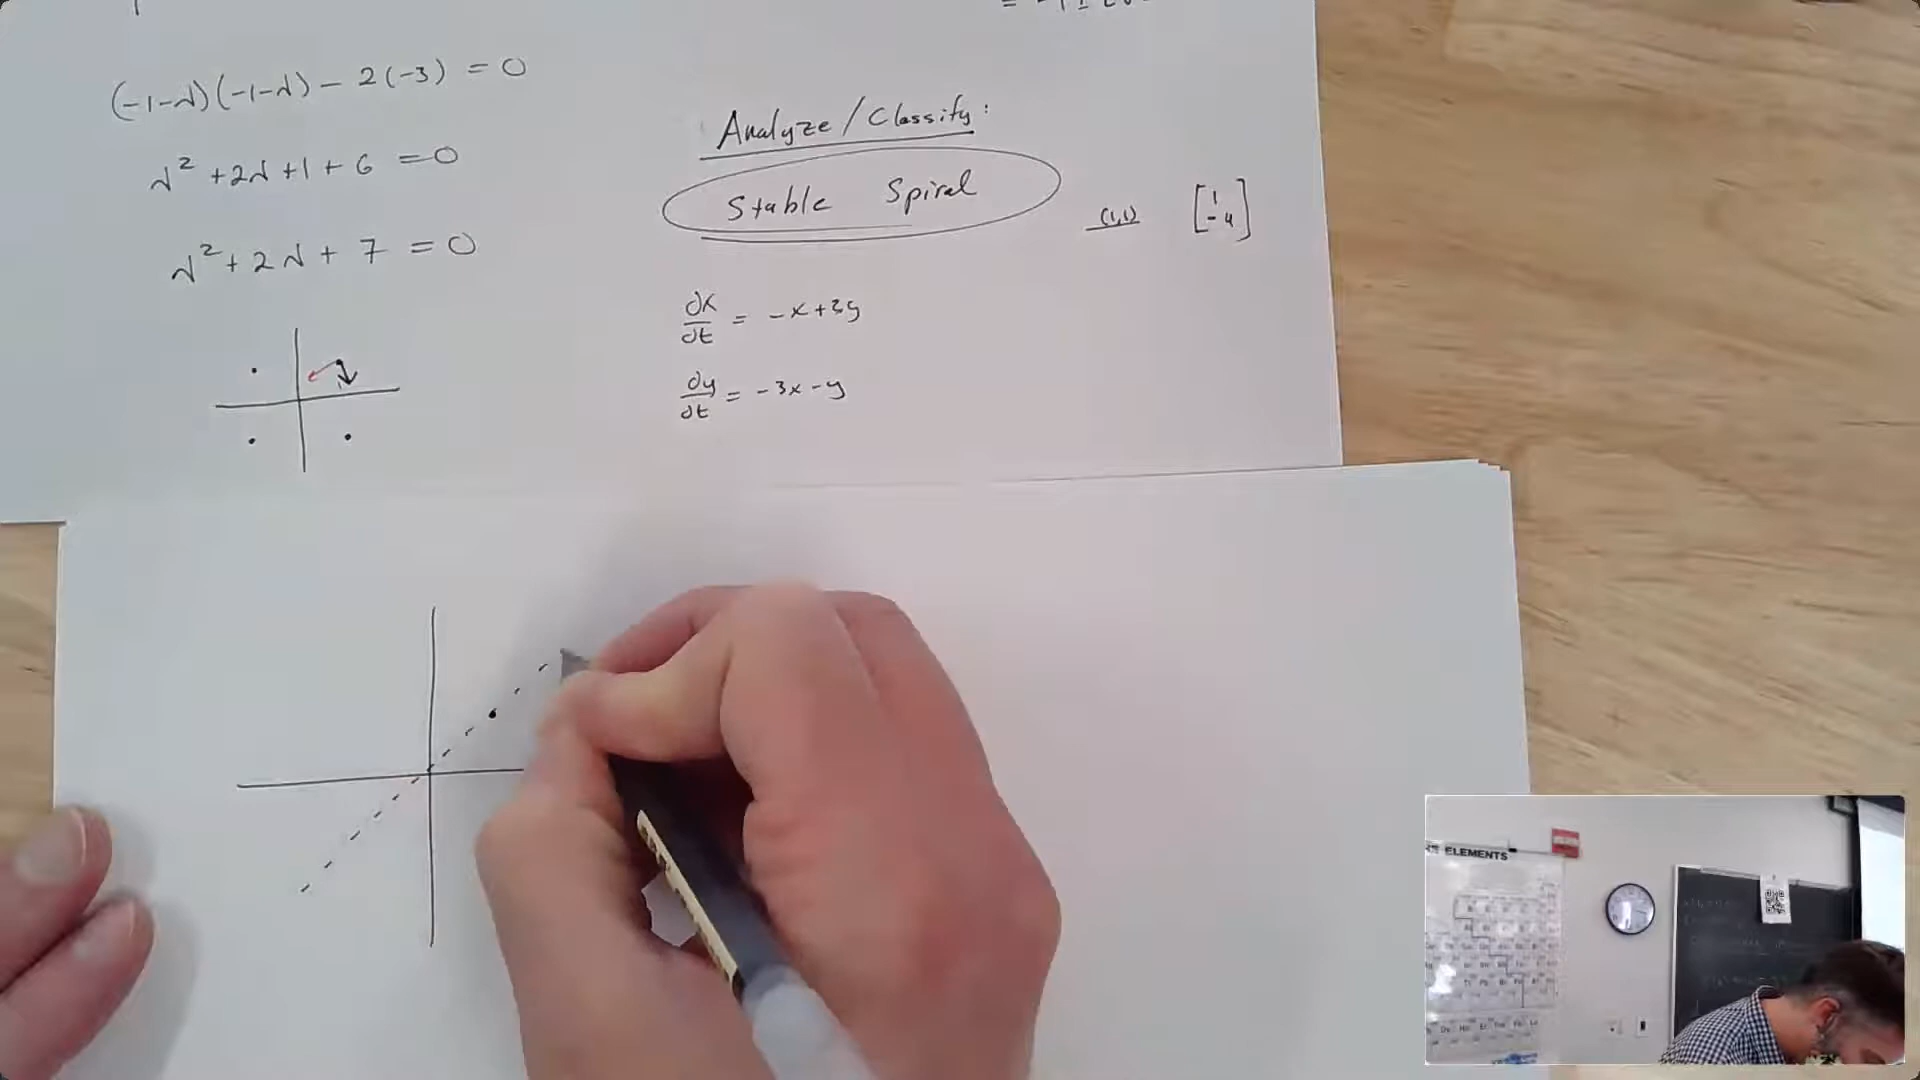 (-1-λ)(-1-λ) - 2(-3) = 0
λ² + 2λ + 1 + 6 = 0
λ² + 2λ + 7 = 0
Analyze/Classify:
Stable Spiral
(1,1) [1 -4]
dx/dt = -x+3y
dy/dt = -3x-y
ELEMENTS